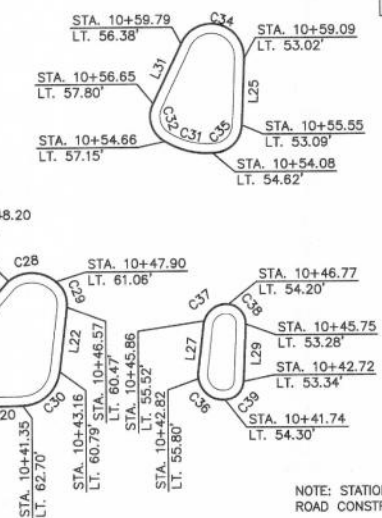 STA. 10+59.79
LT. 56.38'
C34
STA. 10+59.09
LT. 53.02'
L31
L25
STA. 10+56.65
LT. 57.80'
C32
C31
C35
STA. 10+54.66
LT. 57.15'
STA. 10+55.55
LT. 53.09'
STA. 10+54.08
LT. 54.62'
48.20
C28
STA. 10+47.90
LT. 61.06'
C29
L22
C30
20
STA. 10+41.35
LT. 62.70'
STA. 10+43.16
LT. 60.79'
STA. 10+46.57
LT. 60.47'
STA. 10+45.86
LT. 55.52'
STA. 10+42.82
LT. 55.80'
C37
C38
STA. 10+46.77
LT. 54.20'
STA. 10+45.75
LT. 53.28'
L27
L29
STA. 10+42.72
LT. 53.34'
C36
C39
STA. 10+41.74
LT. 54.30'
NOTE: STATION
ROAD CONSTR